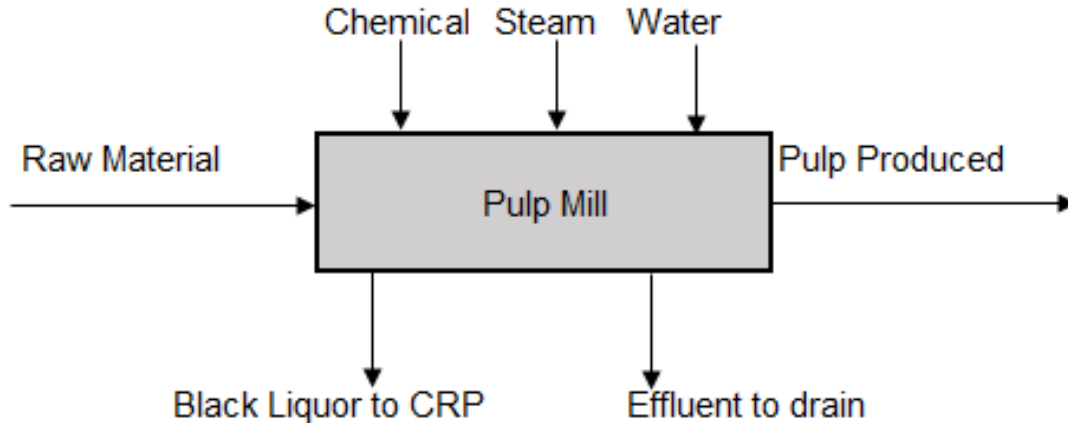 Chemical Steam Water
Raw Material
Pulp Produced
Pulp Mill
Black Liquor to CRP
Effluent to drain